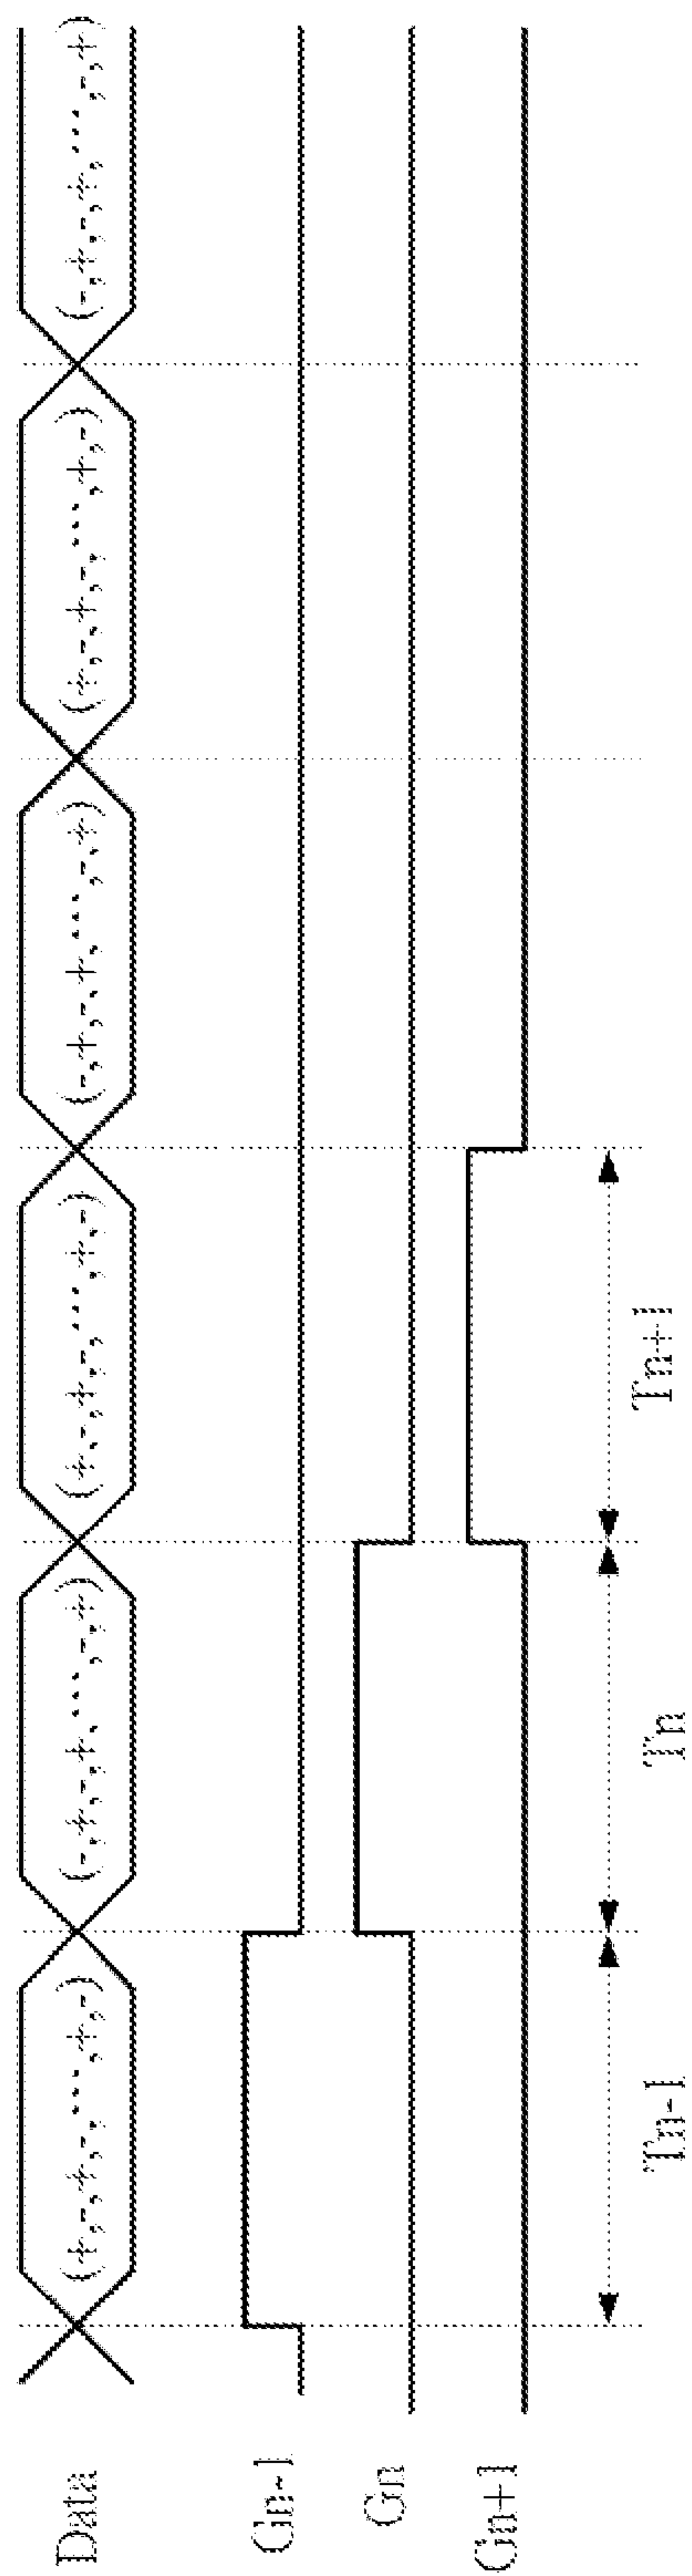 Data
(+,-,+,-,...,+,-)
(-,+,-,+,...,-,+)
(+,-,+,-,...,+,-)
(-,+,-,+,...,-,+)
(+,-,+,-,...,+,-)
(-,+,-,+,...,-,+)
Gn-1
Gn
Gn+1
Tn-1
Tn
Tn+1